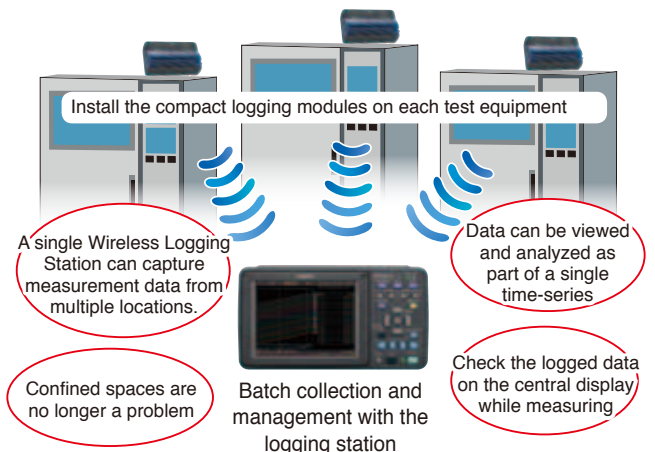 Install the compact logging modules on each test equipment
A single Wireless Logging
Station can capture
measurement data from
multiple locations.
Data can be viewed
and analyzed as
part of a single
time-series
Confined spaces are
no longer a problem
Batch collection and
management with the
logging station
Check the logged data
on the central display
while measuring